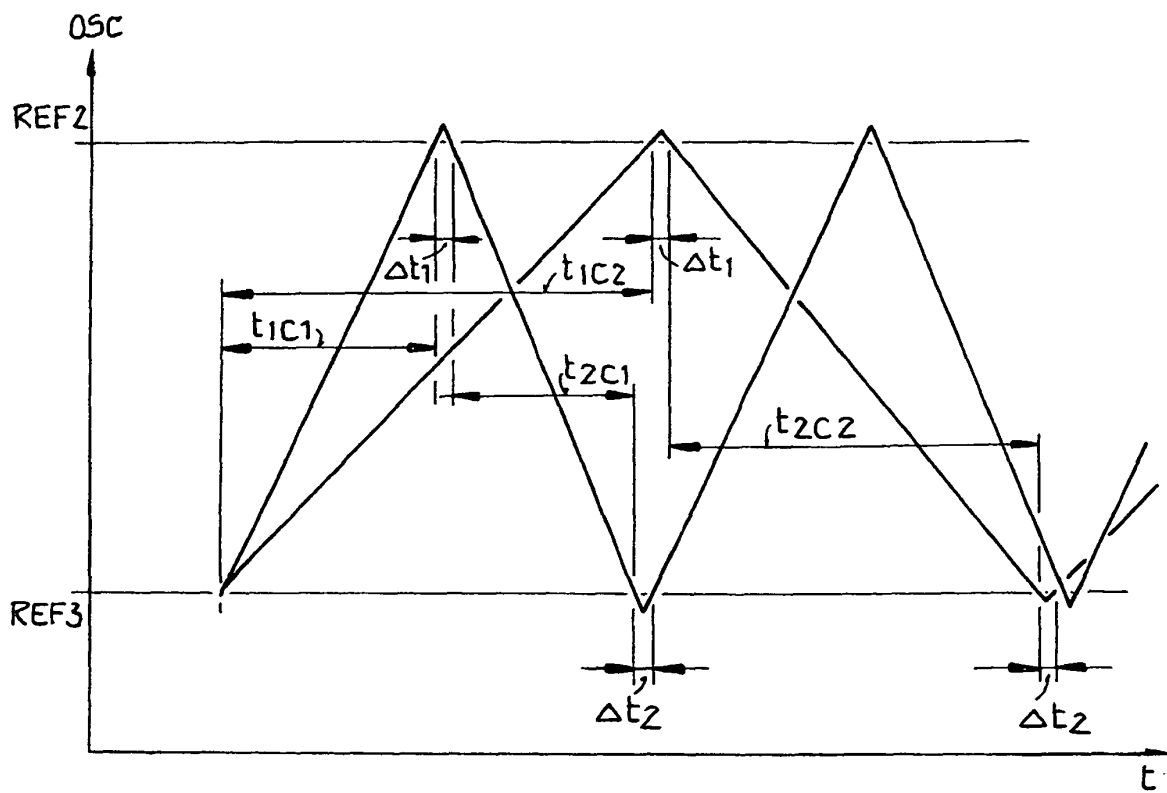 OSC
REF2
Δt1
Δt1
t1C2
t1C1
t2C1
t2C2
REF3
Δt2
Δt2
t